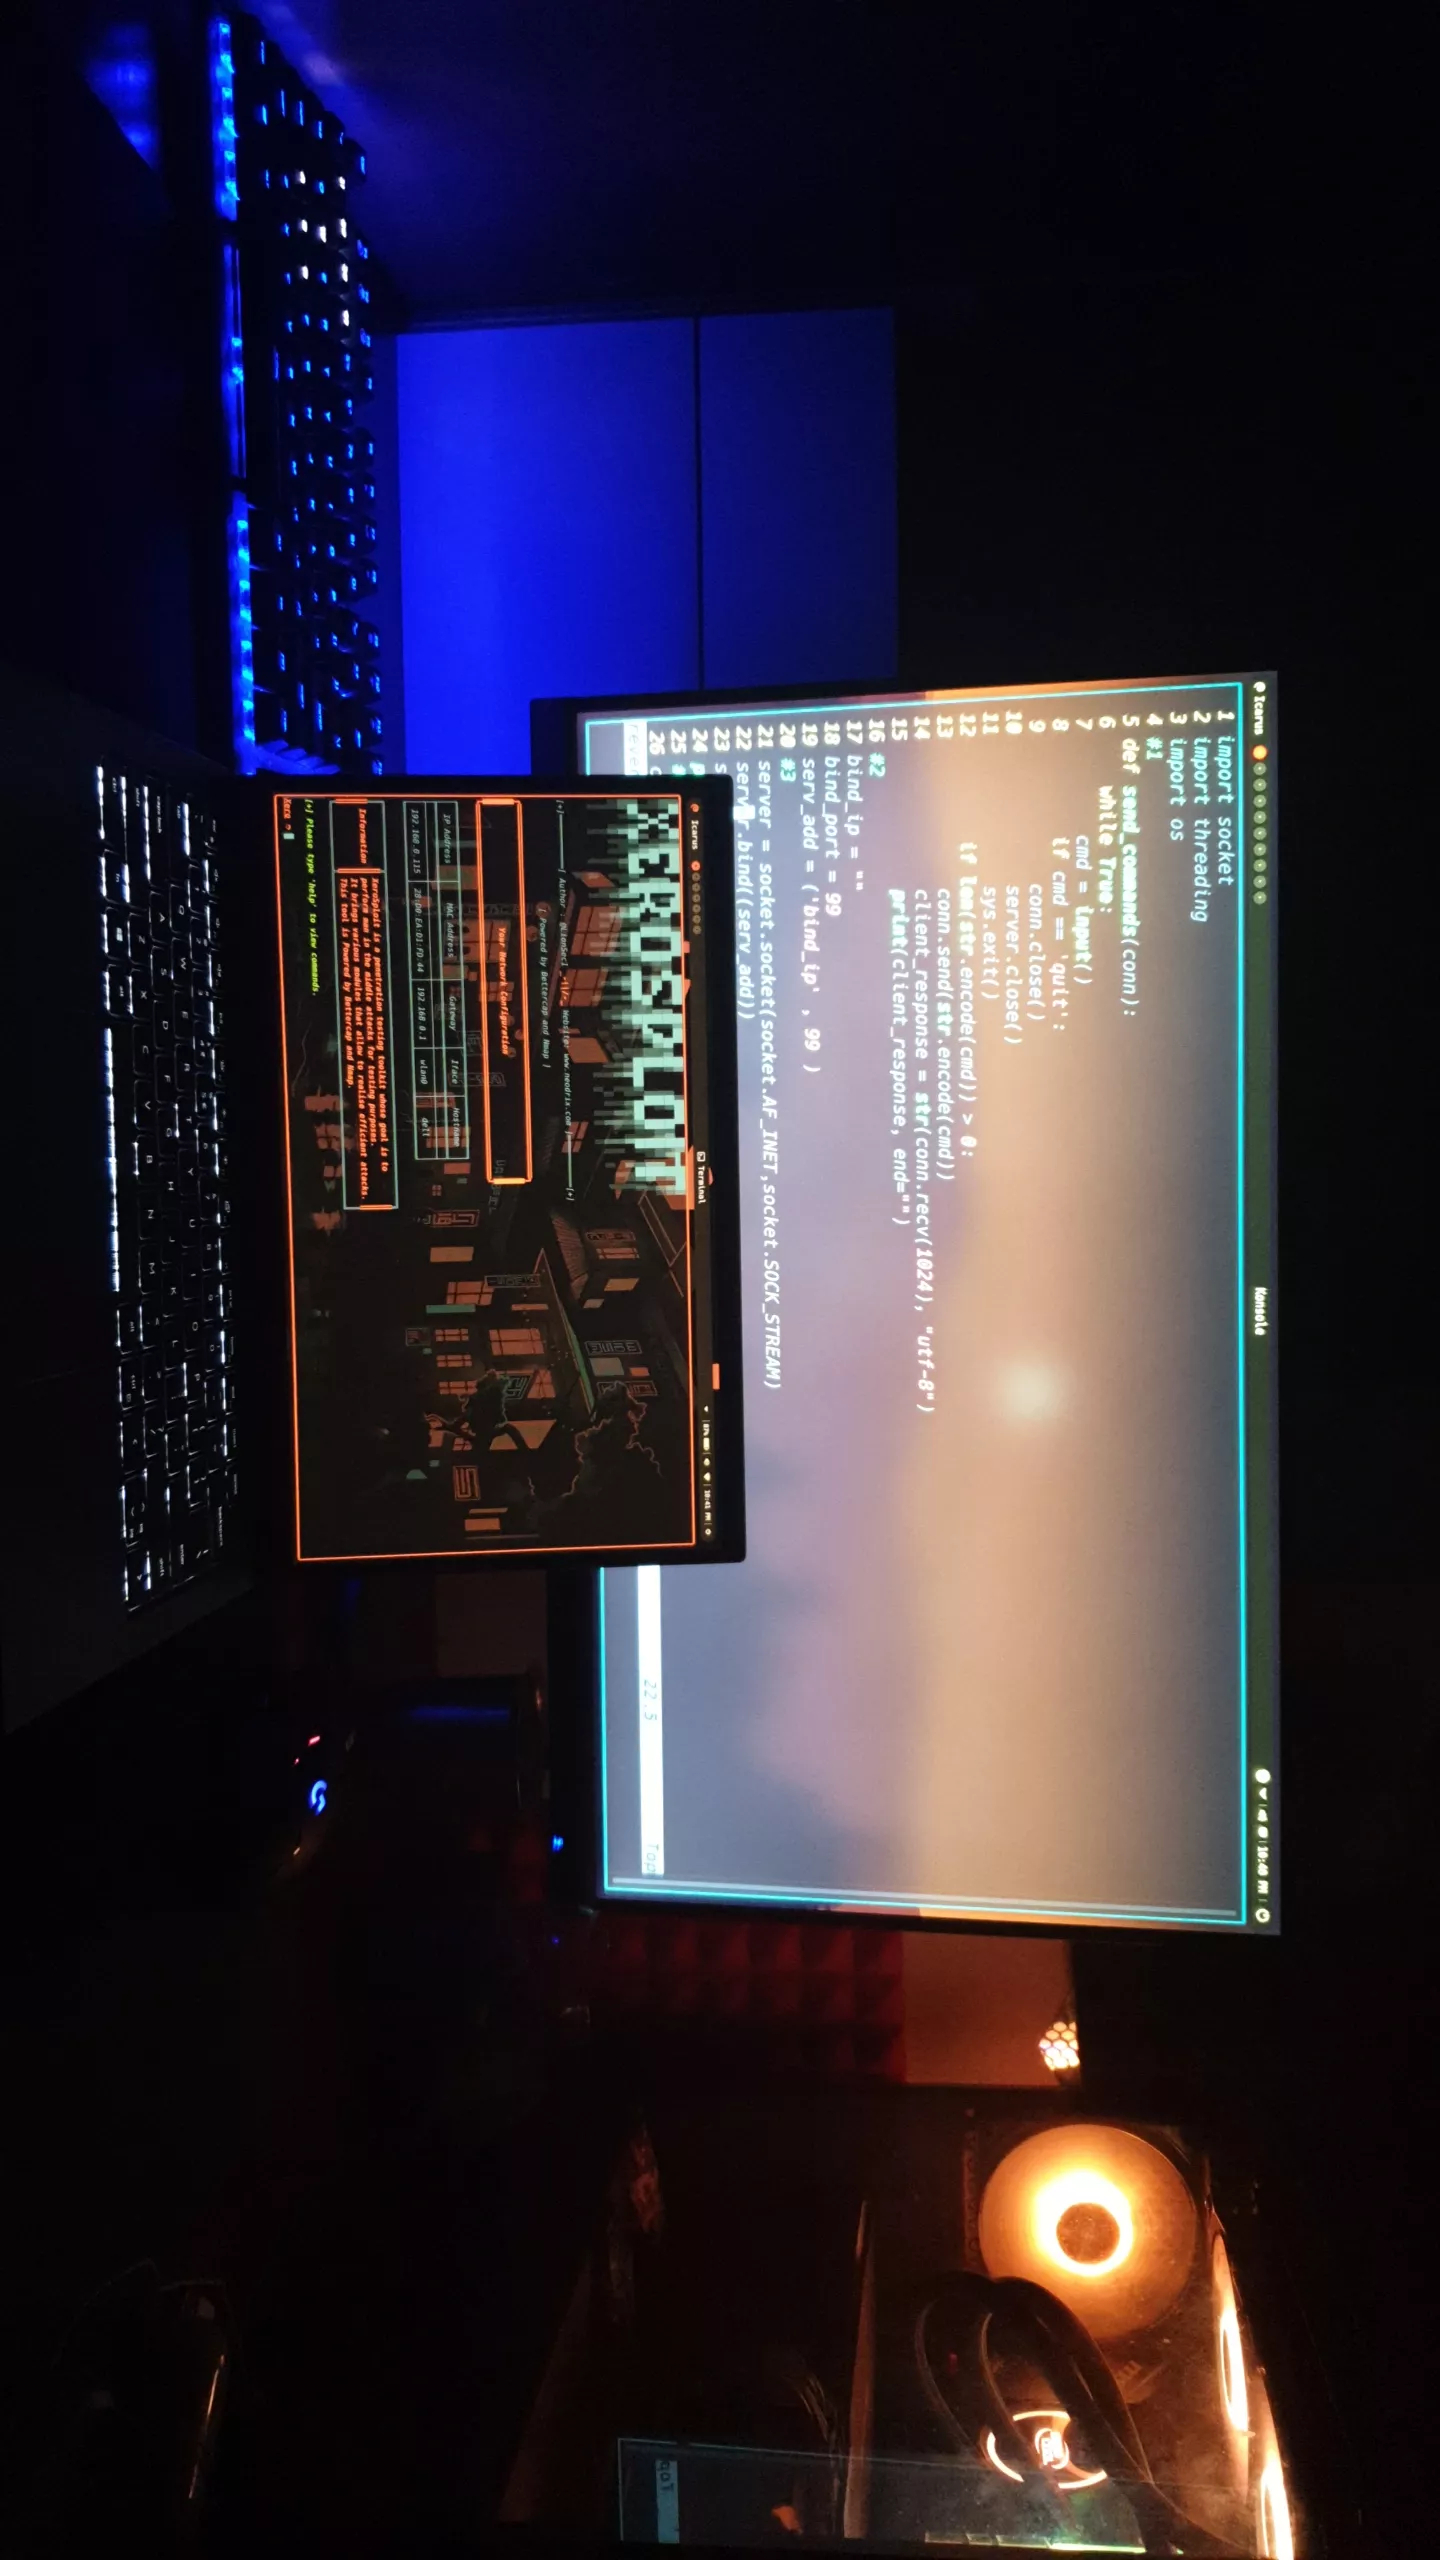 Icarus
Konsole
10:40 PM
1 import socket
2 import threading
3 import os
4 #1
5 def send_commands(conn):
6 while True:
7 cmd = input()
8 if cmd == 'quit':
9 conn.close()
10 server.close()
11 sys.exit()
12 if len(str.encode(cmd)) > 0:
13 conn.send(str.encode(cmd))
14 client_response = str(conn.recv(1024), "utf-8")
15 print(client_response, end="")
16 #2
17 bind_ip = ""
18 bind_port = 99
19 serv_add = ('bind_ip' , 99 )
20 #3
21 server = socket.socket(socket.AF_INET,socket.SOCK_STREAM)
22 server.bind((serv_add))
23 s
24
25 #
26 c
22.5
Top
Icarus
Terminal
10:41 PM
XEROSPLOIT
[+] [ Author : @LionSec1 Website: www.neodrix.com ] [+]
[ Powered by Bettercap and Nmap ]
Your Network Configuration
IP Address MAC Address Gateway Iface Hostname
192.168.0.115 28:D0:EA:D1:FD:44 192.168.0.1 wlan0 dell
Information
XeroSploit is a penetration testing toolkit whose goal is to
perform man in the middle attacks for testing purposes.
It brings various modules that allow to realise efficient attacks.
This tool is Powered by Bettercap and Nmap.
[+] Please type 'help' to view commands.
Xero